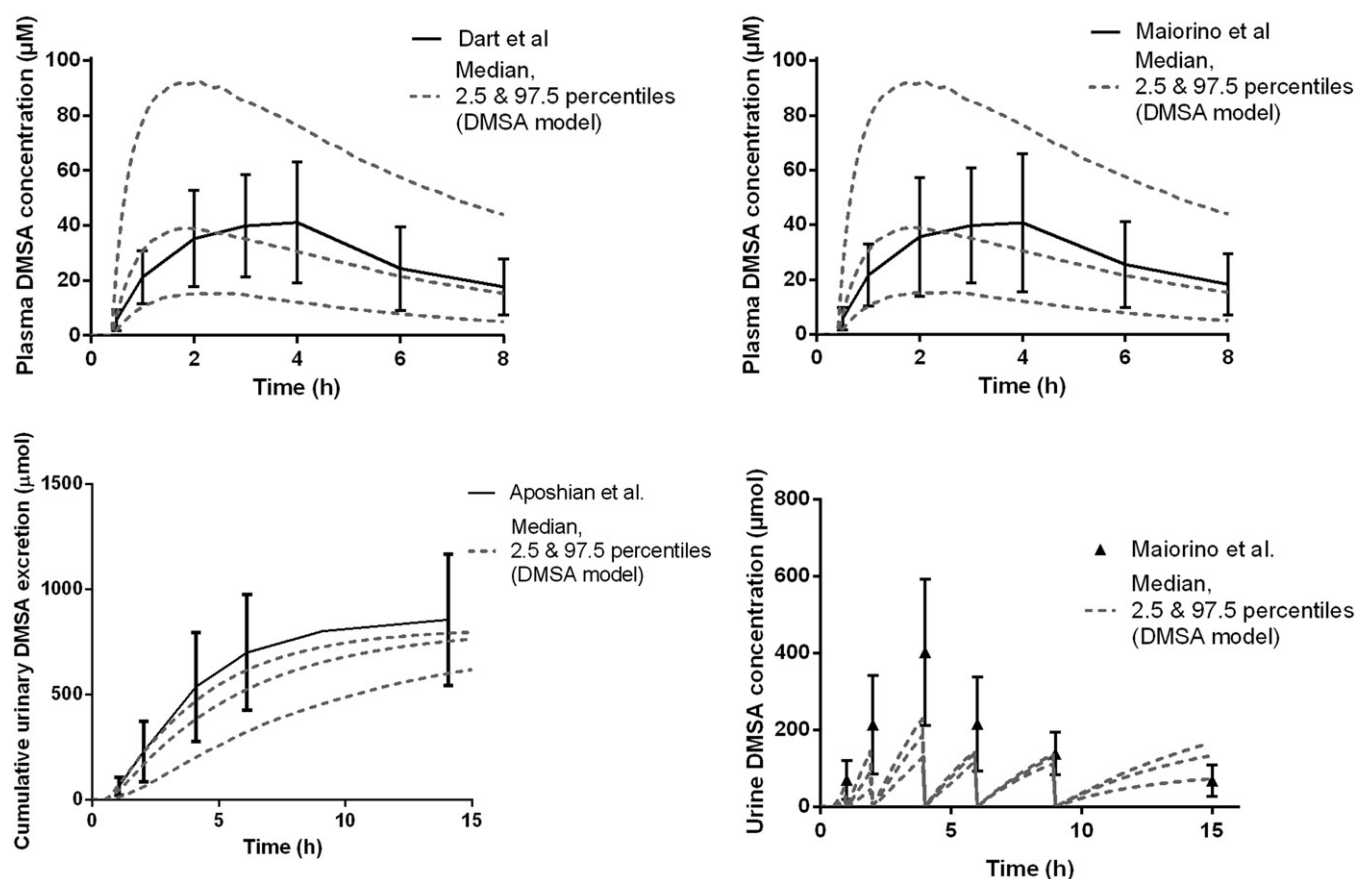 Plasma DMSA concentration (µM)
100
80
60
40
20
0
0 2 4 6 8
Time (h)
Dart et al
Median,
2.5 & 97.5 percentiles
(DMSA model)
Plasma DMSA concentration (µM)
100
80
60
40
20
0
0 2 4 6 8
Time (h)
Maiorino et al
Median,
2.5 & 97.5 percentiles
(DMSA model)
Cumulative urinary DMSA excretion (µmol)
1500
1000
500
0
0 5 10 15
Time (h)
Aposhian et al.
Median,
2.5 & 97.5 percentiles
(DMSA model)
Urine DMSA concentration (µmol)
800
600
400
200
0
0 5 10 15
Time (h)
Maiorino et al.
Median,
2.5 & 97.5 percentiles
(DMSA model)